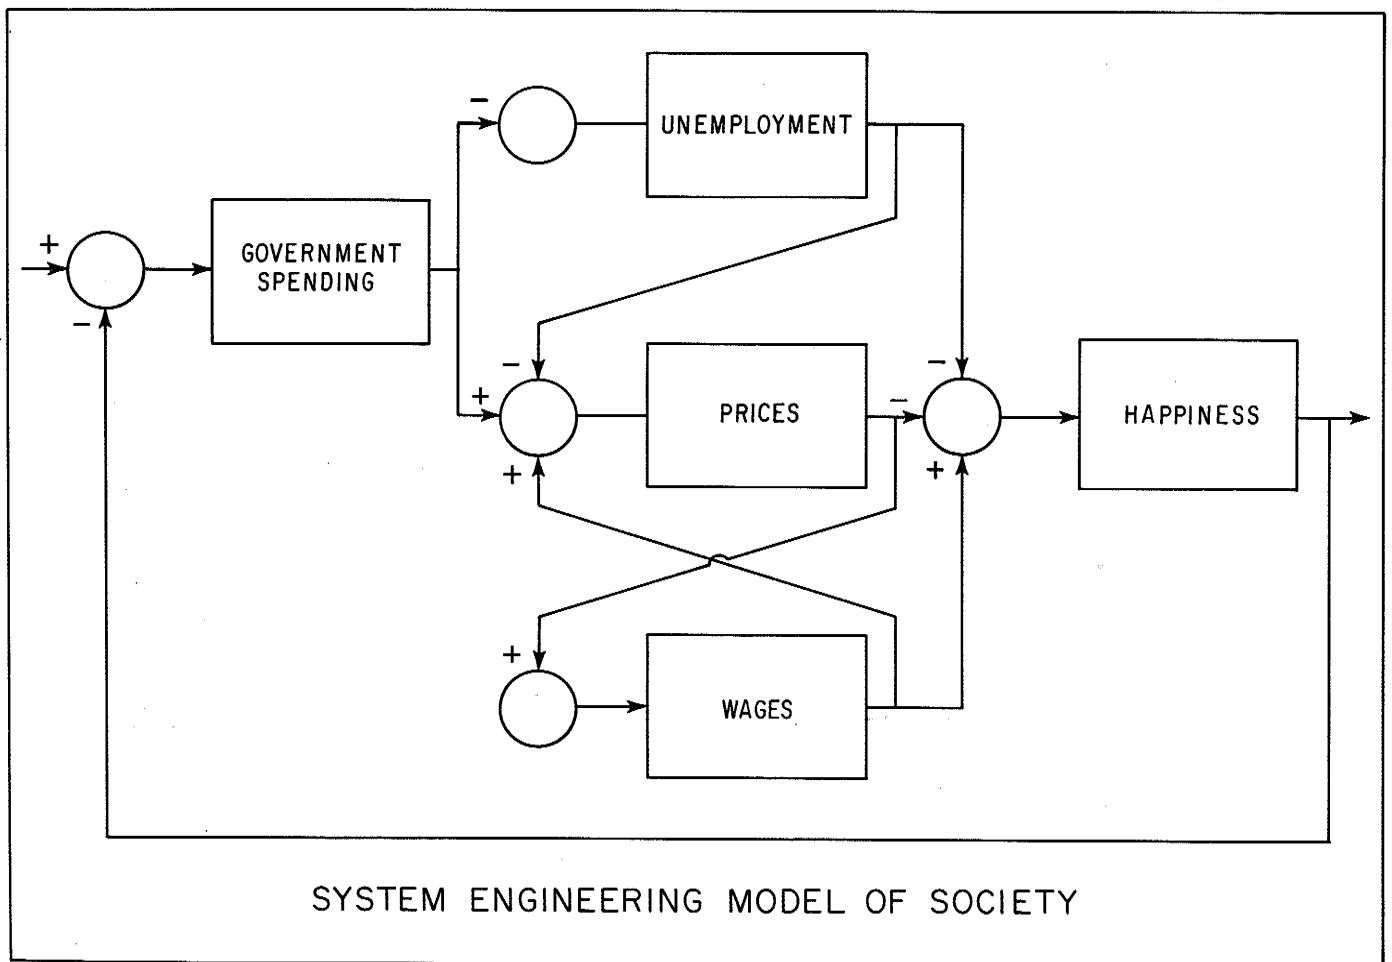 -
UNEMPLOYMENT
+
GOVERNMENT
SPENDING
-
-
-
+
PRICES
-
HAPPINESS
+
+
+
WAGES
SYSTEM ENGINEERING MODEL OF SOCIETY